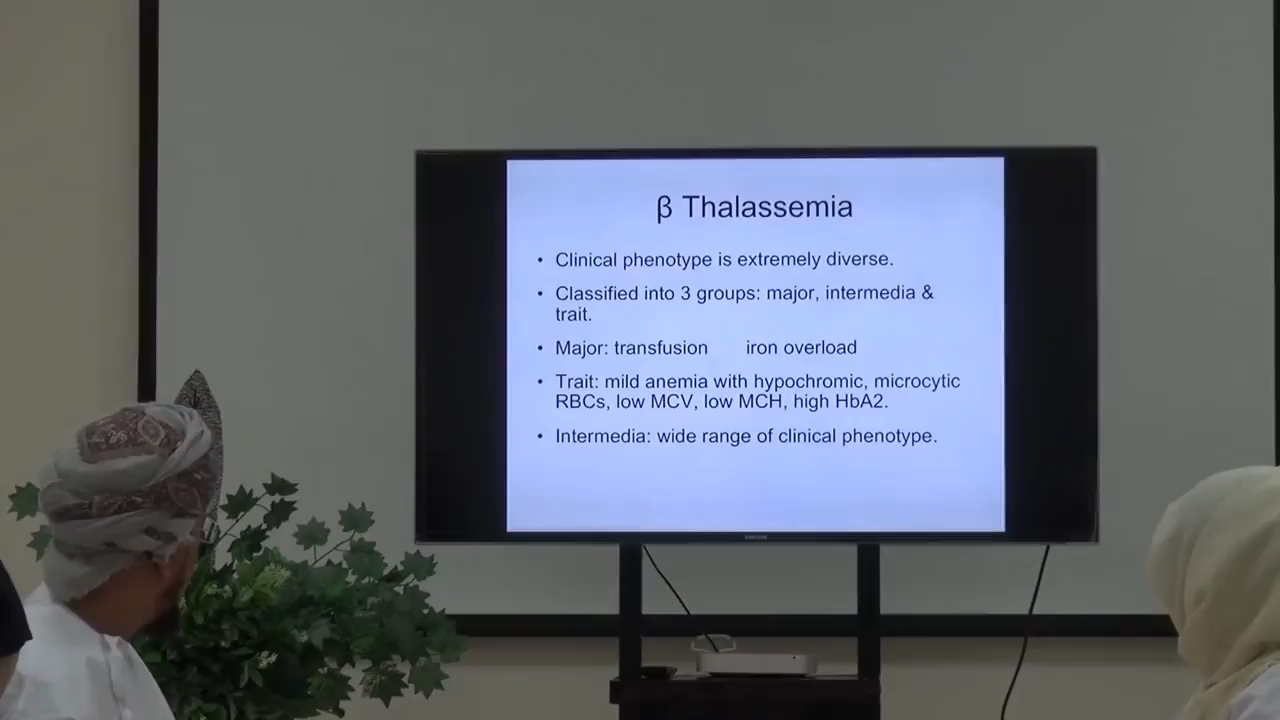 β Thalassemia
• Clinical phenotype is extremely diverse.
• Classified into 3 groups: major, intermedia &
trait.
• Major: transfusion iron overload
• Trait: mild anemia with hypochromic, microcytic
RBCs, low MCV, low MCH, high HbA2.
• Intermedia: wide range of clinical phenotype.